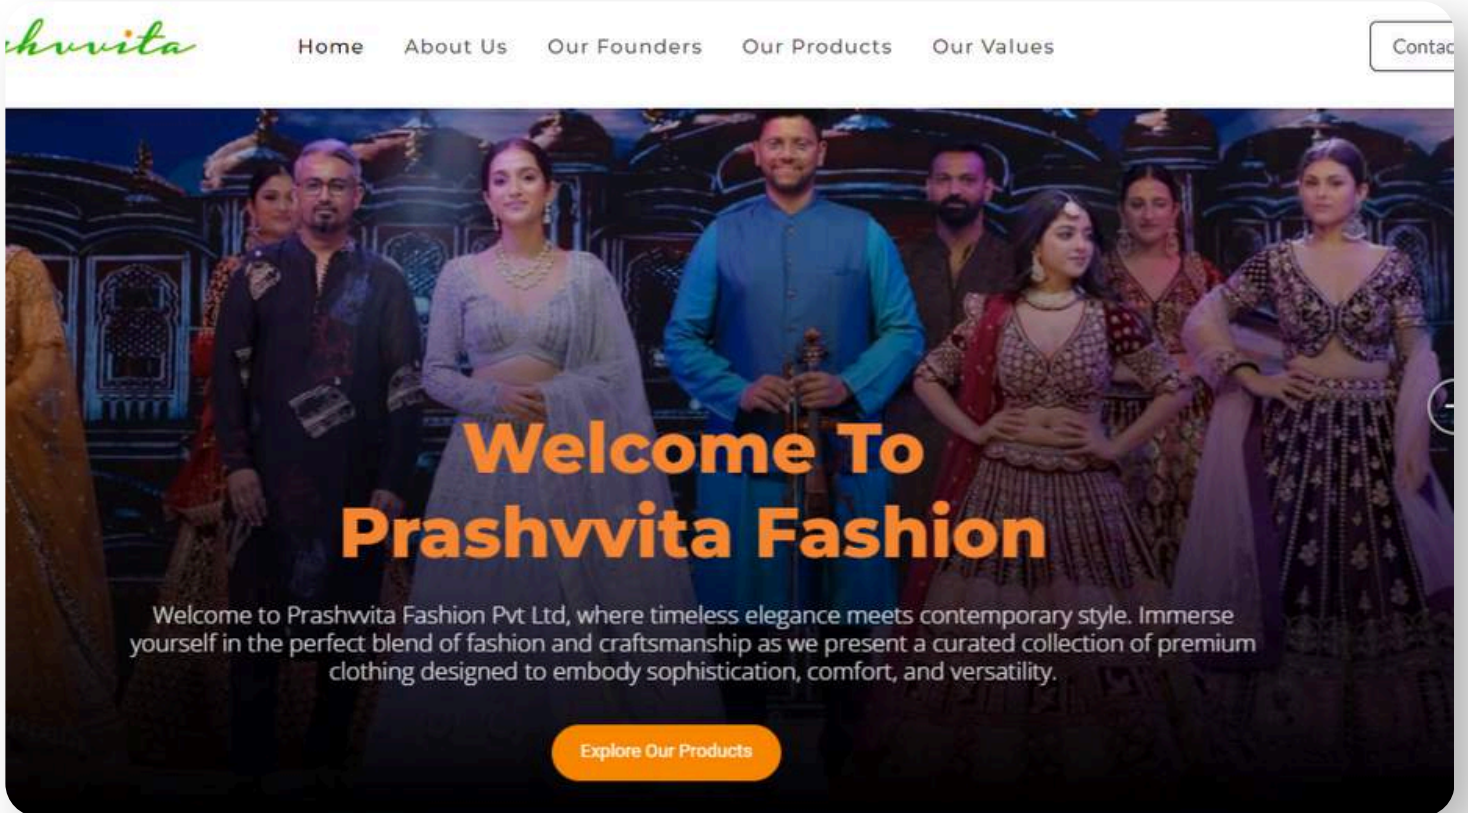 shvvita
Home About Us Our Founders Our Products Our Values
Contac
Welcome To
Prashvvita Fashion
Welcome to Prashvvita Fashion Pvt Ltd, where timeless elegance meets contemporary style. Immerse
yourself in the perfect blend of fashion and craftsmanship as we present a curated collection of premium
clothing designed to embody sophistication, comfort, and versatility.
Explore Our Products